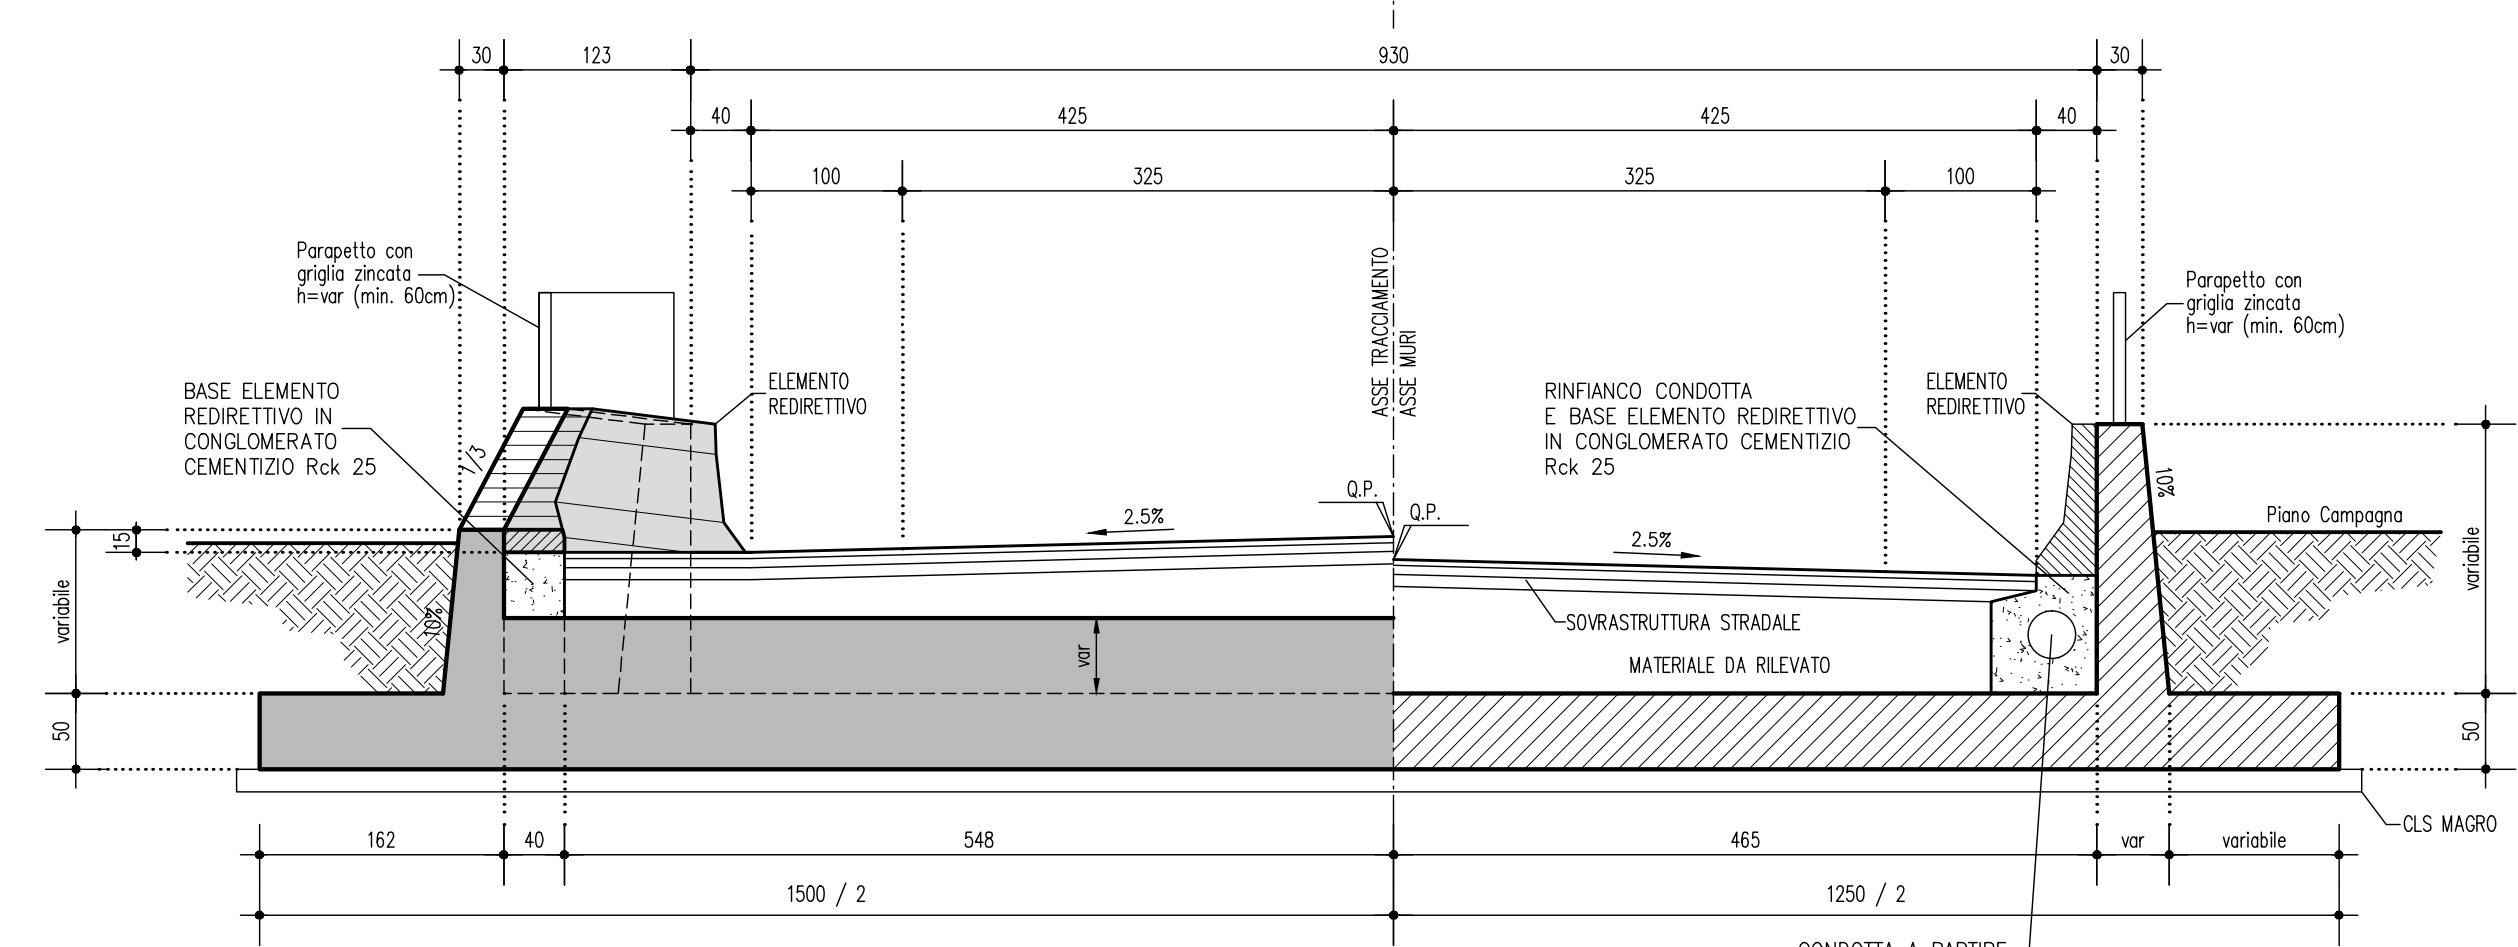 30
123
930
30
40
425
425
40
100
325
325
100
Parapetto con
griglia zincata
h=var (min. 60cm)
ASSE TRACCIAMENTO
ASSE MURI
Parapetto con
griglia zincata
h=var (min. 60cm)
BASE ELEMENTO
REDIRETTIVO IN
CONGLOMERATO
CEMENTIZIO Rck 25
ELEMENTO
REDIRETTIVO
RINFIANCO CONDOTTA
E BASE ELEMENTO REDIRETTIVO
IN CONGLOMERATO CEMENTIZIO
Rck 25
ELEMENTO
REDIRETTIVO
1/3
10%
Q.P.
Q.P.
2.5%
2.5%
Piano Campagna
15
variabile
10%
variabile
SOVRASTRUTTURA STRADALE
var
MATERIALE DA RILEVATO
50
50
CLS MAGRO
162
40
548
465
var
variabile
1500 / 2
1250 / 2
CONDOTTA A PARTIRE